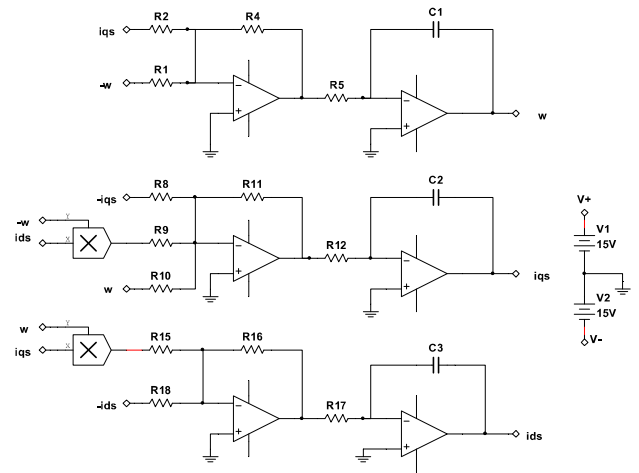 R2 R4 C1
iqs
R1 R5
-w
− −
+ +
w
R8 R11 C2
-iqs
V+
-w Y
R9 V1
ids X R12 15V
− −
R10
w + +
iqs
V2
15V
w Y R15 R16 C3
iqs X
V-
R18 R17
-ids
− −
+ +
ids